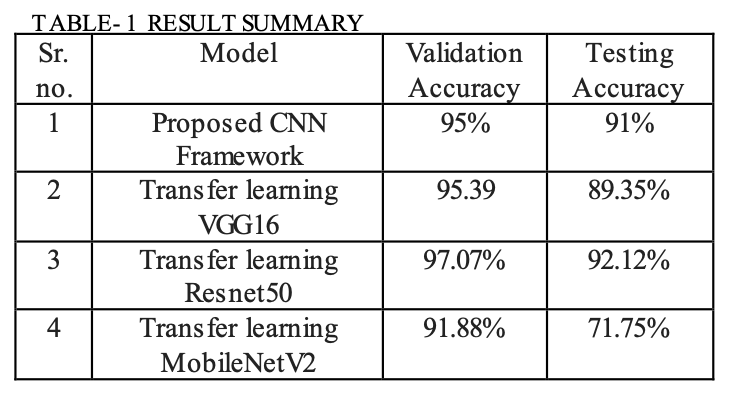 TABLE- 1 RESULT SUMMARY
Sr. no. Model Validation Accuracy Testing Accuracy
1 Proposed CNN Framework 95% 91%
2 Transfer learning VGG16 95.39 89.35%
3 Transfer learning Resnet50 97.07% 92.12%
4 Transfer learning MobileNetV2 91.88% 71.75%